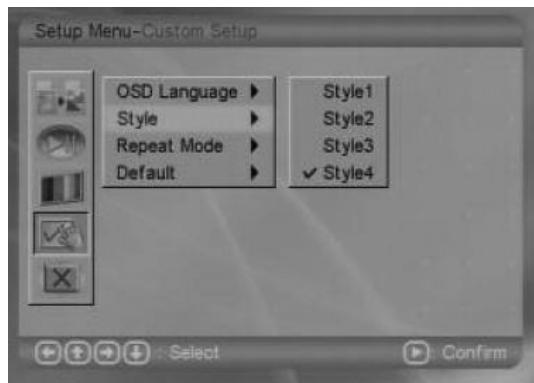 Setup Menu-Custom Setup
OSD Language
Style
Repeat Mode
Default
Style1
Style2
Style3
✓ Style4
: Select
: Confirm